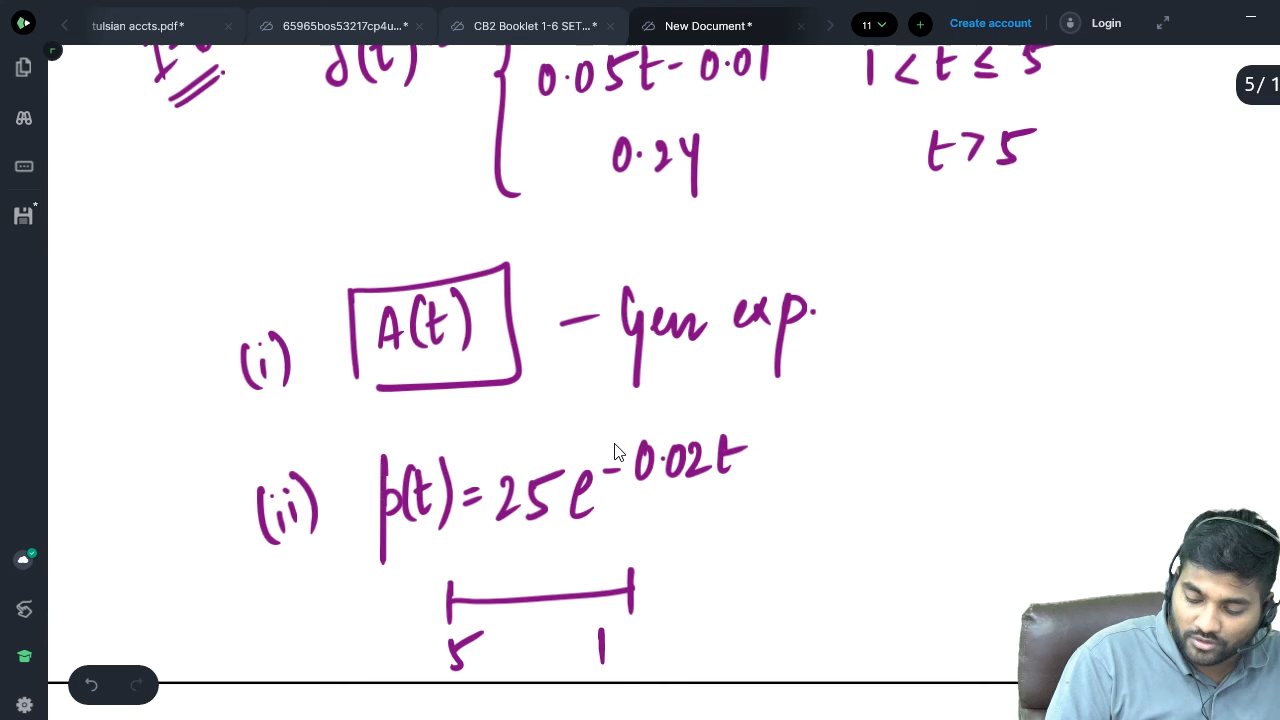 tulsian accts.pdf* 65965bos53217cp4u...* CB2 Booklet 1-6 SET...* New Document* 11 Create account Login
δ(t)
0.05t - 0.01 1 < t ≤ 5
5/1
0.24 t > 5
(i) A(t) - Gen exp.
(ii) p(t) = 25e^-0.02t
5 1